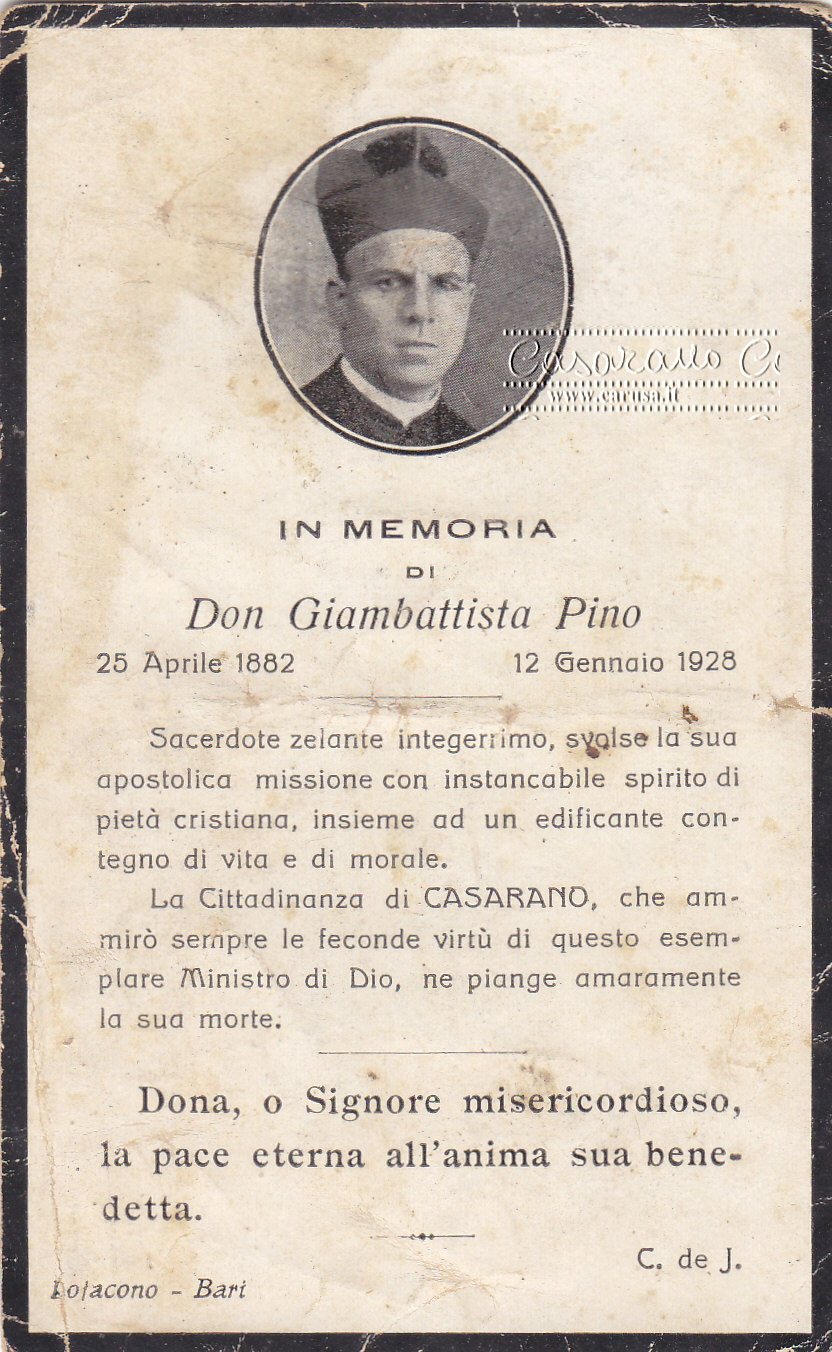 Casarano C
www.carusa.it
IN MEMORIA
DI
Don Giambattista Pino
25 Aprile 1882 12 Gennaio 1928
Sacerdote zelante integerrimo, svolse la sua
apostolica missione con instancabile spirito di
pietà cristiana, insieme ad un edificante con-
tegno di vita e di morale.
La Cittadinanza di CASARANO, che am-
mirò sempre le feconde virtù di questo esem-
plare Ministro di Dio, ne piange amaramente
la sua morte.
Dona, o Signore misericordioso,
la pace eterna all'anima sua bene-
detta.
C. de J.
Lojacono - Bari